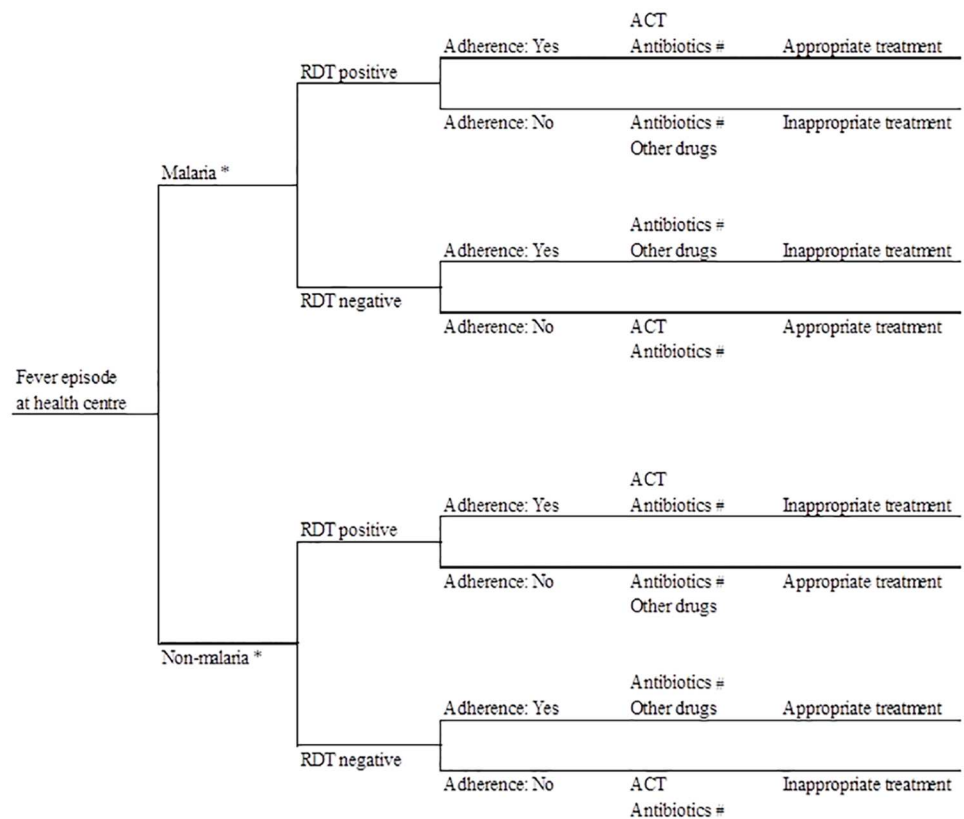 ACT
Adherence: Yes Antibiotics # Appropriate treatment
RDT positive
Adherence: No Antibiotics # Inappropriate treatment
Other drugs
Malaria *
Antibiotics #
Adherence: Yes Other drugs Inappropriate treatment
RDT negative
Adherence: No ACT Appropriate treatment
Antibiotics #
Fever episode
at health centre
ACT
Adherence: Yes Antibiotics # Inappropriate treatment
RDT positive
Adherence: No Antibiotics # Appropriate treatment
Other drugs
Non-malaria *
Antibiotics #
Adherence: Yes Other drugs Appropriate treatment
RDT negative
Adherence: No ACT Inappropriate treatment
Antibiotics #